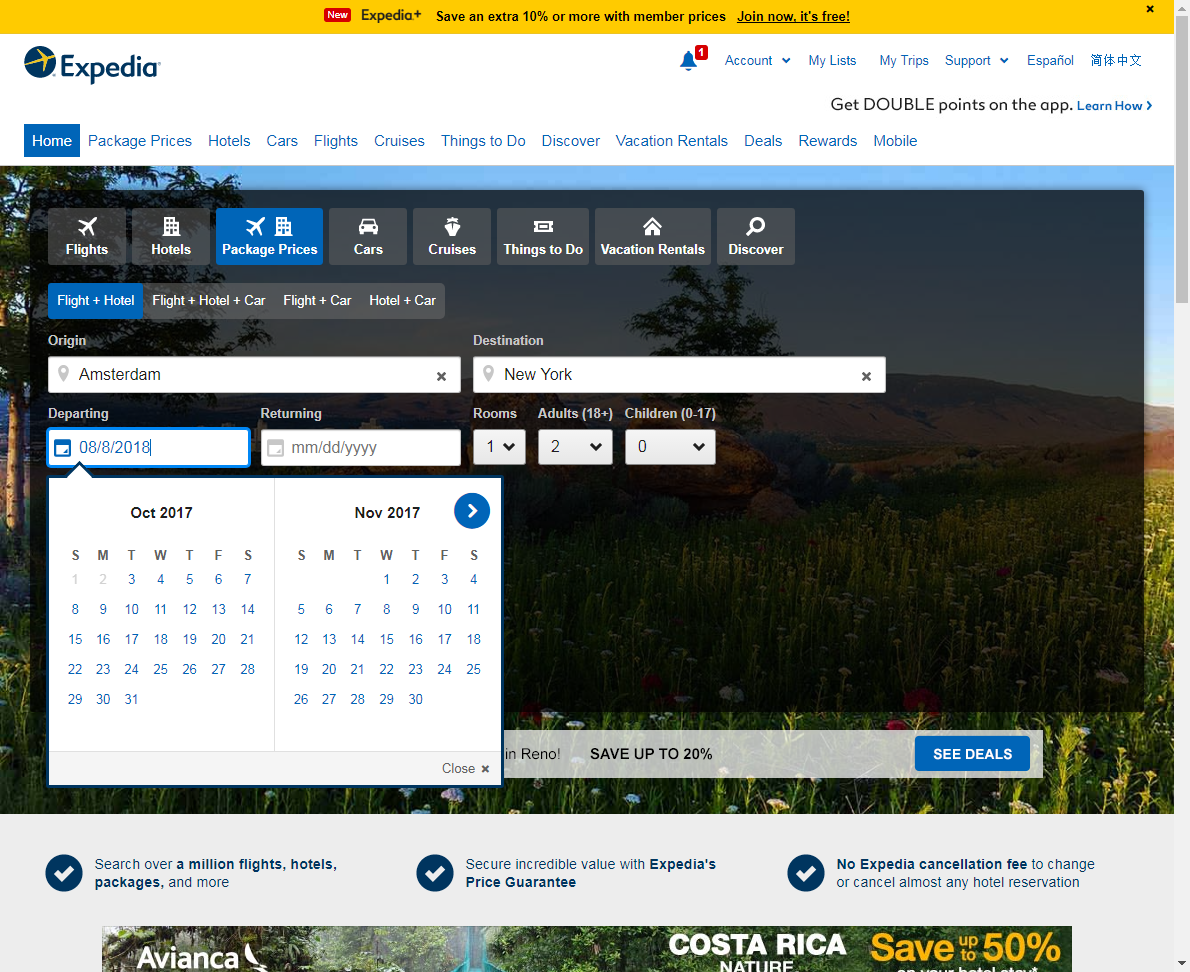 New Expedia+ Save an extra 10% or more with member prices Join now, it's free!
Expedia
1 Account My Lists My Trips Support Español 简体中文
Get DOUBLE points on the app. Learn How
Home Package Prices Hotels Cars Flights Cruises Things to Do Discover Vacation Rentals Deals Rewards Mobile
Flights Hotels Package Prices Cars Cruises Things to Do Vacation Rentals Discover
Flight + Hotel Flight + Hotel + Car Flight + Car Hotel + Car
Origin Destination
Amsterdam New York
Departing Returning Rooms Adults (18+) Children (0-17)
08/8/2018 mm/dd/yyyy 1 2 0
Oct 2017 Nov 2017
S M T W T F S S M T W T F S
1 2 3 4 5 6 7 1 2 3 4
8 9 10 11 12 13 14 5 6 7 8 9 10 11
15 16 17 18 19 20 21 12 13 14 15 16 17 18
22 23 24 25 26 27 28 19 20 21 22 23 24 25
29 30 31 26 27 28 29 30
in Reno! SAVE UP TO 20% SEE DEALS
Close
Search over a million flights, hotels,
packages, and more
Secure incredible value with Expedia's
Price Guarantee
No Expedia cancellation fee to change
or cancel almost any hotel reservation
Avianca
COSTA RICA
NATURE
Save up to 50%
on your hotel stay*